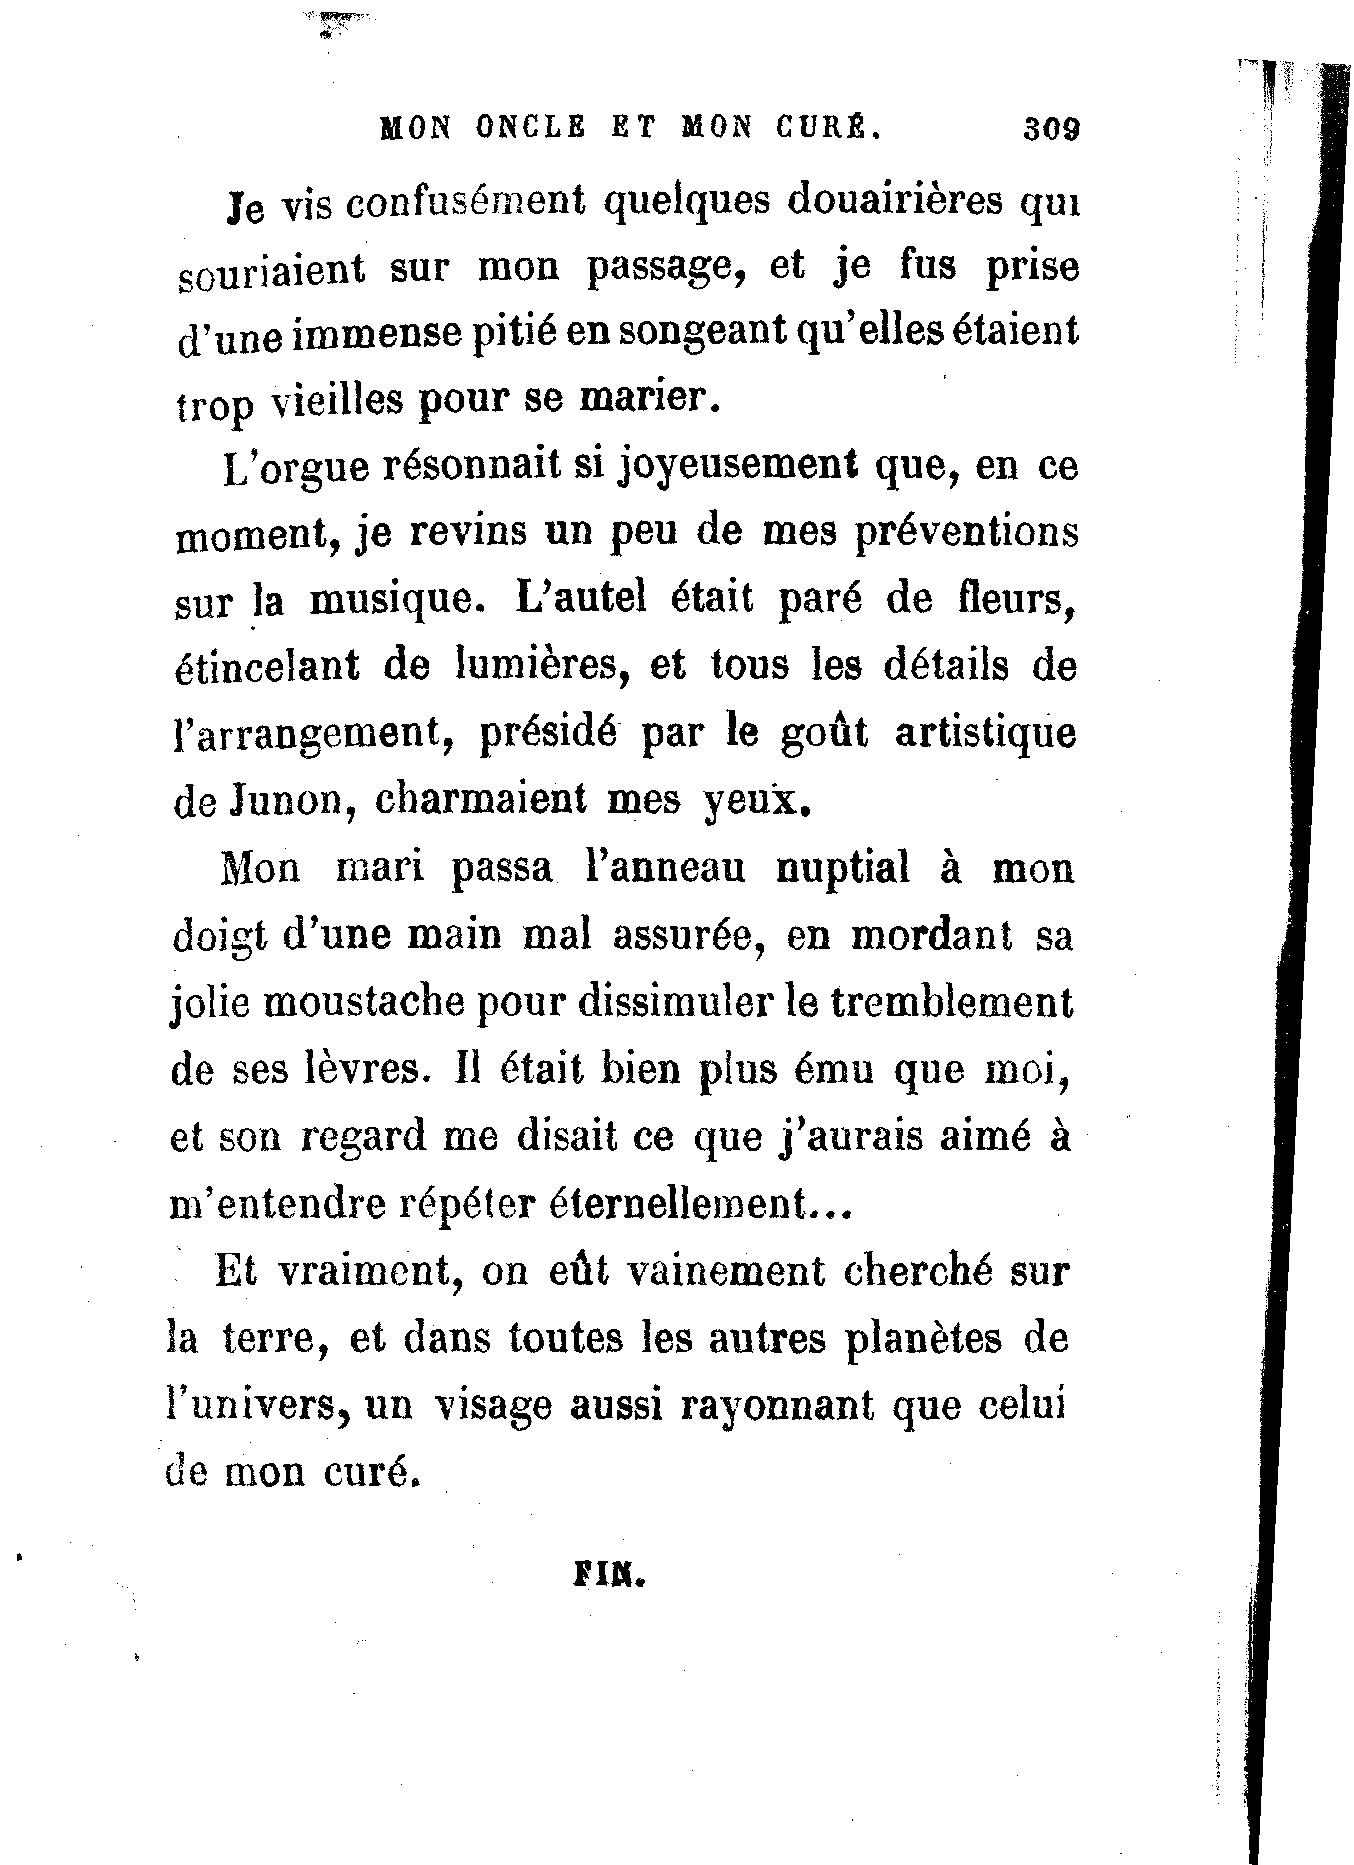 MON ONCLE ET MON CURÉ. 309
Je vis confusément quelques douairières qui
souriaient sur mon passage, et je fus prise
d'une immense pitié en songeant qu'elles étaient
trop vieilles pour se marier.
L'orgue résonnait si joyeusement que, en ce
moment, je revins un peu de mes préventions
sur la musique. L'autel était paré de fleurs,
étincelant de lumières, et tous les détails de
l'arrangement, présidé par le goût artistique
de Junon, charmaient mes yeux.
Mon mari passa l'anneau nuptial à mon
doigt d'une main mal assurée, en mordant sa
jolie moustache pour dissimuler le tremblement
de ses lèvres. Il était bien plus ému que moi,
et son regard me disait ce que j'aurais aimé à
m'entendre répéter éternellement...
Et vraiment, on eût vainement cherché sur
la terre, et dans toutes les autres planètes de
l'univers, un visage aussi rayonnant que celui
de mon curé.
FIN.